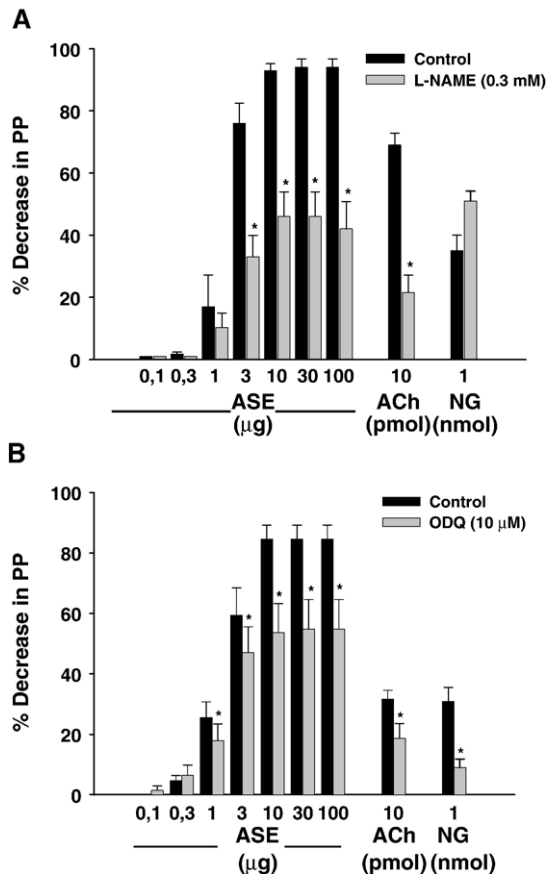 A
100
80
60
40
20
0
% Decrease in PP
Control
L-NAME (0.3 mM)
* * * * *
0,1 0,3 1 3 10 30 100 10 1
ASE ACh NG
(µg) (pmol) (nmol)
B
100
80
60
40
20
0
% Decrease in PP
Control
ODQ (10 µM)
* * * * * * *
0,1 0,3 1 3 10 30 100 10 1
ASE ACh NG
(µg) (pmol) (nmol)